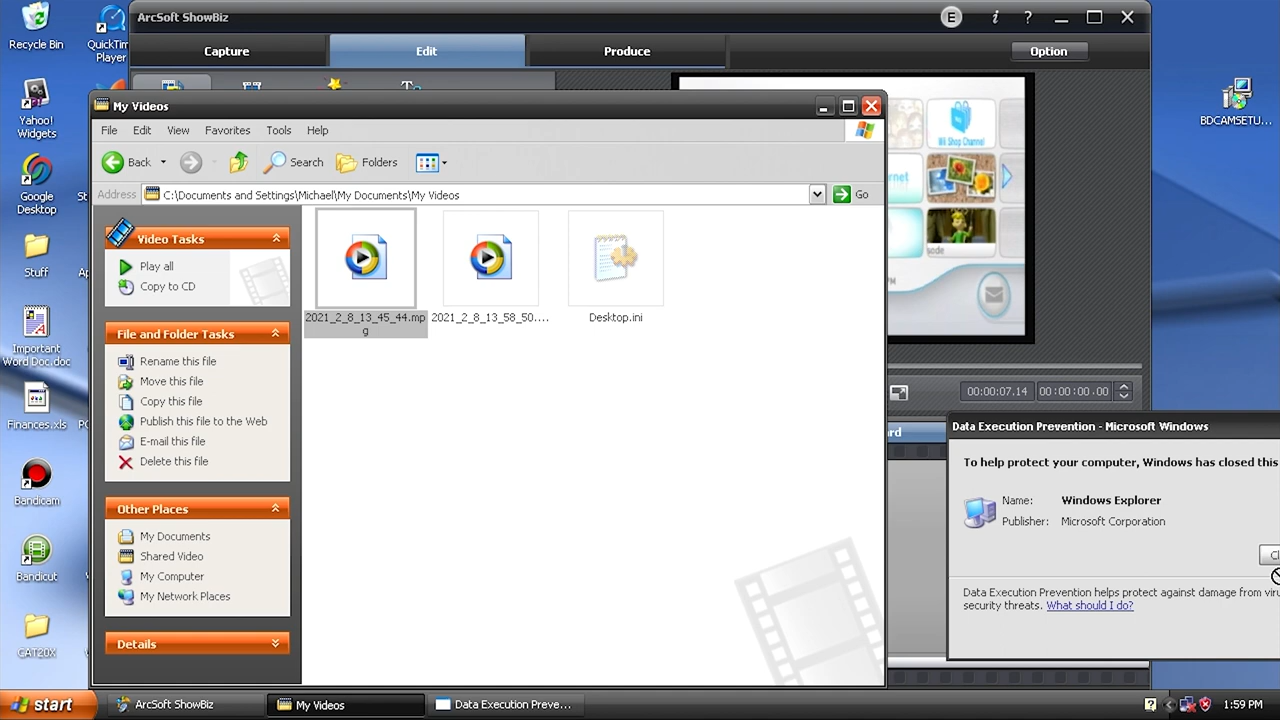 Recycle Bin
QuickTim
Player
Yahoo!
Widgets
Google
Desktop
St
Stuff
Important
Word Doc.doc
Finances.xls
Bandicam
Bandicut
CAT20X
BDCAMSETU...
ArcSoft ShowBiz
E
i
?
Capture
Edit
Produce
Option
My Videos
File
Edit
View
Favorites
Tools
Help
Back
Search
Folders
Address
C:\Documents and Settings\Michael\My Documents\My Videos
Go
Video Tasks
Play all
Copy to CD
File and Folder Tasks
Rename this file
Move this file
Copy this file
Publish this file to the Web
E-mail this file
Delete this file
Other Places
My Documents
Shared Video
My Computer
My Network Places
Details
2021_2_8_13_45_44.mp
g
2021_2_8_13_58_50....
Desktop.ini
Wii Shop Channel
00:00:07.14
00:00:00.00
Data Execution Prevention - Microsoft Windows
To help protect your computer, Windows has closed this
Name:
Windows Explorer
Publisher:
Microsoft Corporation
Cl
Data Execution Prevention helps protect against damage from viru
security threats. What should I do?
start
ArcSoft ShowBiz
My Videos
Data Execution Preve...
1:59 PM